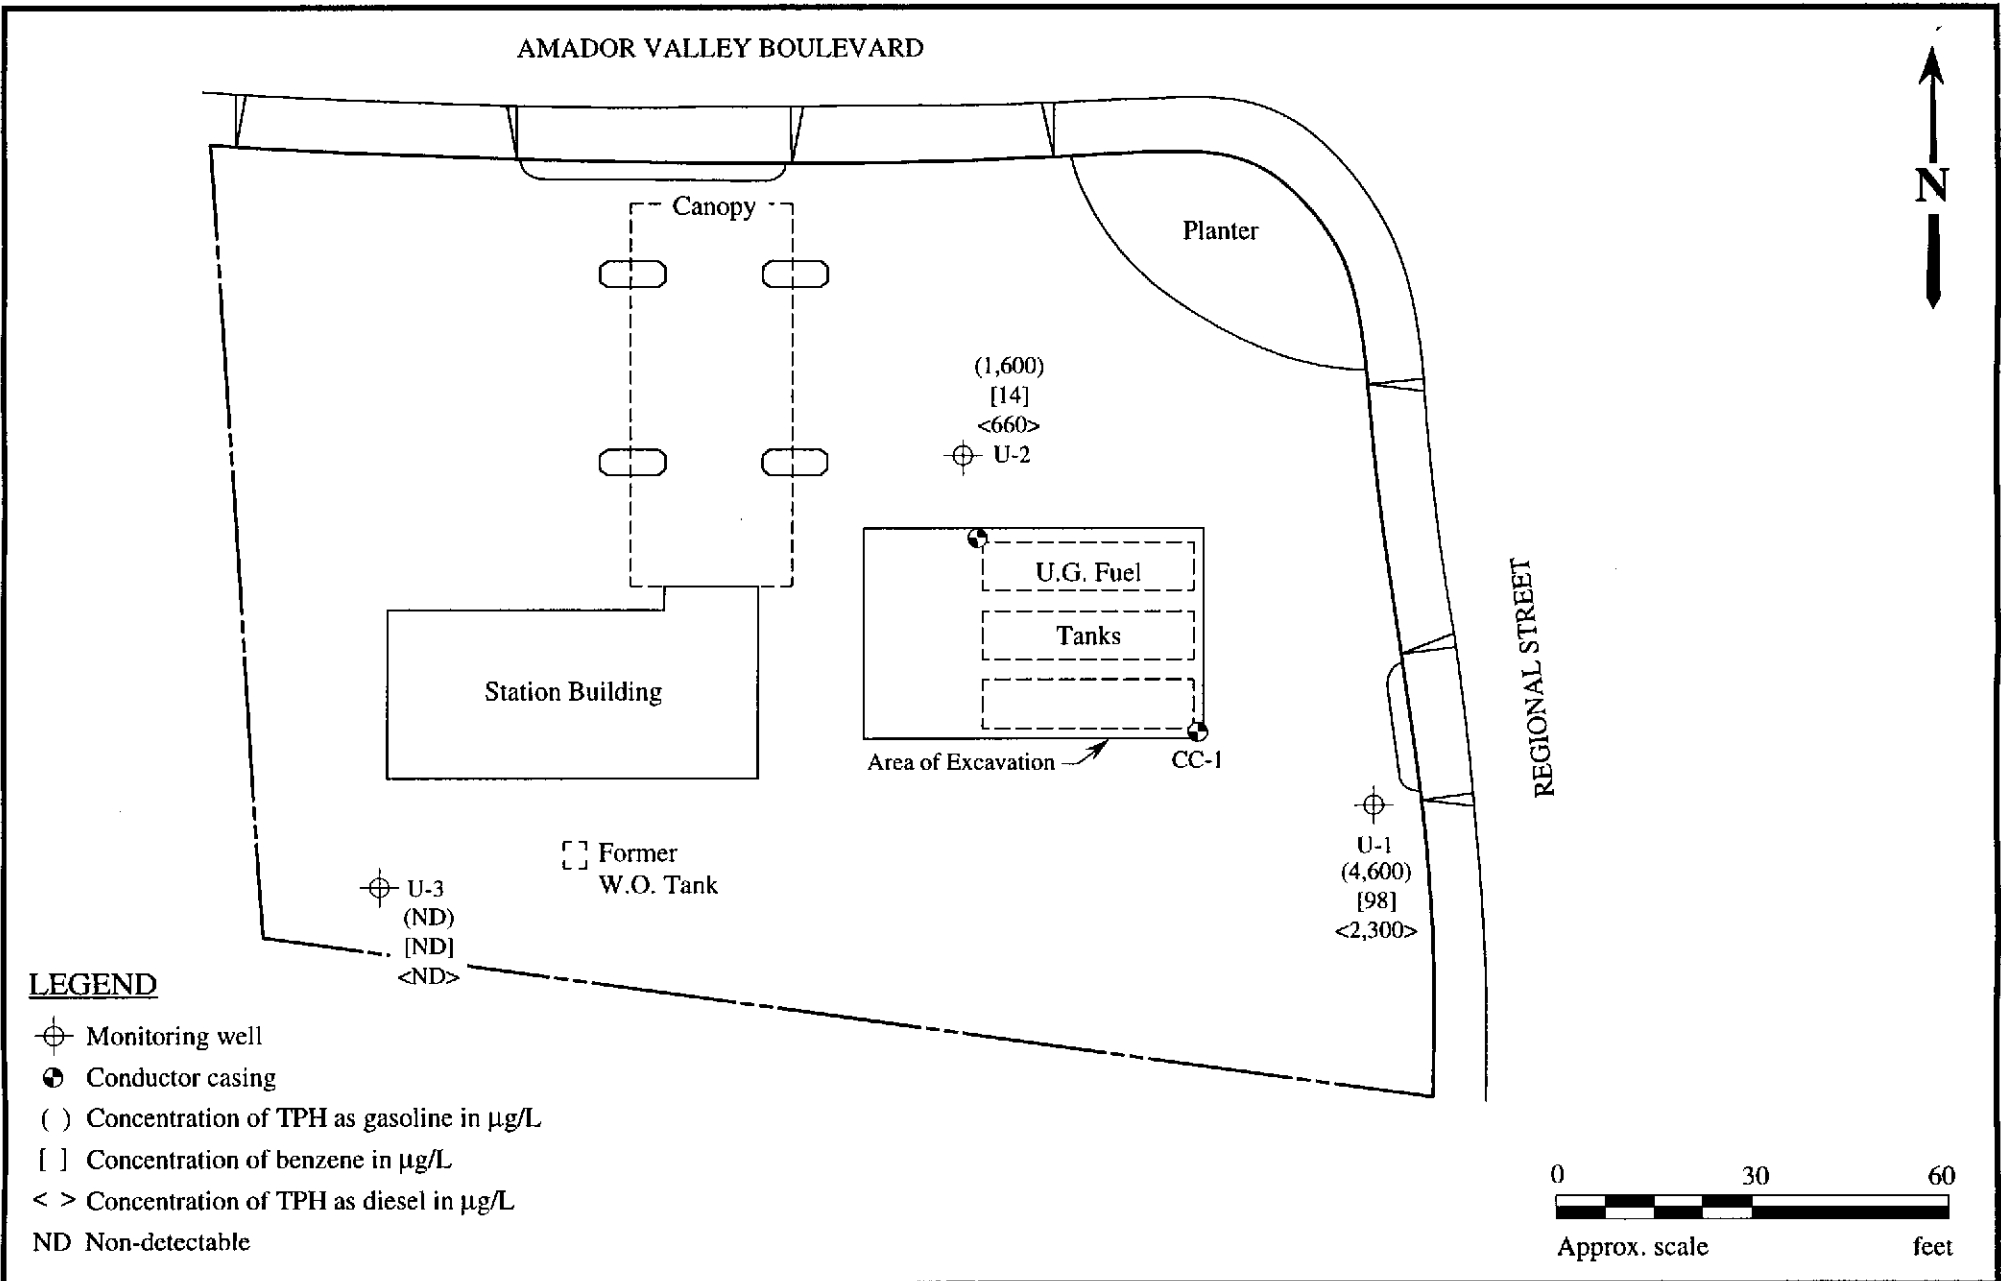 AMADOR VALLEY BOULEVARD
N
Canopy
Planter
(1,600)
[14]
<660>
U-2
U.G. Fuel
Tanks
Station Building
Area of Excavation
CC-1
REGIONAL STREET
U-1
(4,600)
[98]
<2,300>
Former
W.O. Tank
U-3
(ND)
[ND]
<ND>
LEGEND
Monitoring well
Conductor casing
( ) Concentration of TPH as gasoline in µg/L
[ ] Concentration of benzene in µg/L
< > Concentration of TPH as diesel in µg/L
ND Non-detectable
0 30 60
Approx. scale feet